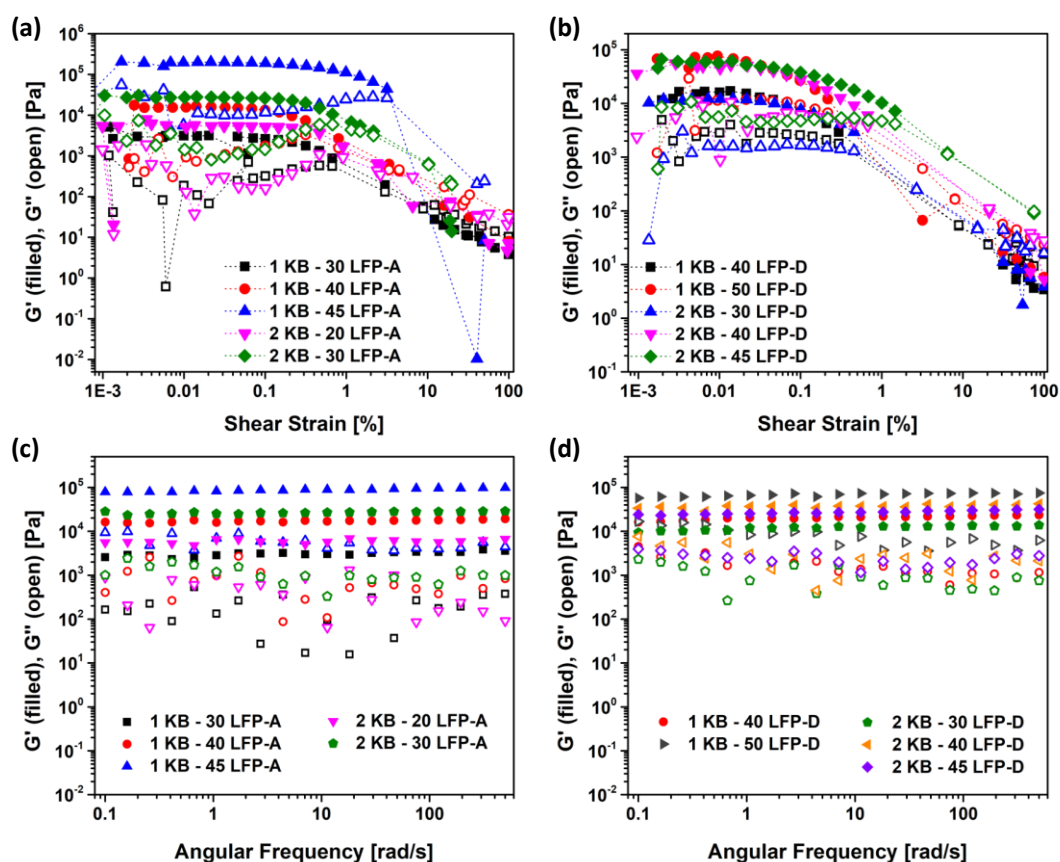 (a)
(b)
G' (filled), G'' (open) [Pa]
10^6
10^5
10^4
10^3
10^2
10^1
10^0
10^-1
10^-2
1 KB - 30 LFP-A
1 KB - 40 LFP-A
1 KB - 45 LFP-A
2 KB - 20 LFP-A
2 KB - 30 LFP-A
1E-3 0.01 0.1 1 10 100
Shear Strain [%]
G' (filled), G'' (open) [Pa]
10^5
10^4
10^3
10^2
10^1
10^0
10^-1
1 KB - 40 LFP-D
1 KB - 50 LFP-D
2 KB - 30 LFP-D
2 KB - 40 LFP-D
2 KB - 45 LFP-D
1E-3 0.01 0.1 1 10 100
Shear Strain [%]
(c)
(d)
G' (filled), G'' (open) [Pa]
10^5
10^4
10^3
10^2
10^1
10^0
10^-1
10^-2
1 KB - 30 LFP-A
1 KB - 40 LFP-A
1 KB - 45 LFP-A
2 KB - 20 LFP-A
2 KB - 30 LFP-A
0.1 1 10 100
Angular Frequency [rad/s]
G' (filled), G'' (open) [Pa]
10^5
10^4
10^3
10^2
10^1
10^0
10^-1
10^-2
1 KB - 40 LFP-D
1 KB - 50 LFP-D
2 KB - 30 LFP-D
2 KB - 40 LFP-D
2 KB - 45 LFP-D
0.1 1 10 100
Angular Frequency [rad/s]